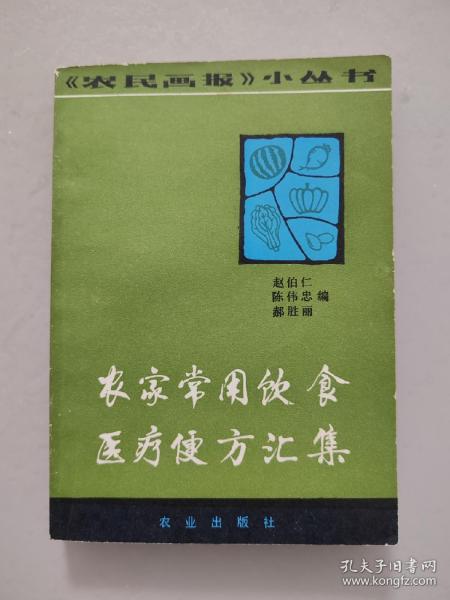 《农民画报》小丛书
赵伯仁
陈伟忠 编
郝胜丽
农家常用饮食
医疗便方汇集
农业出版社
孔夫子旧书网
www.kongfz.com